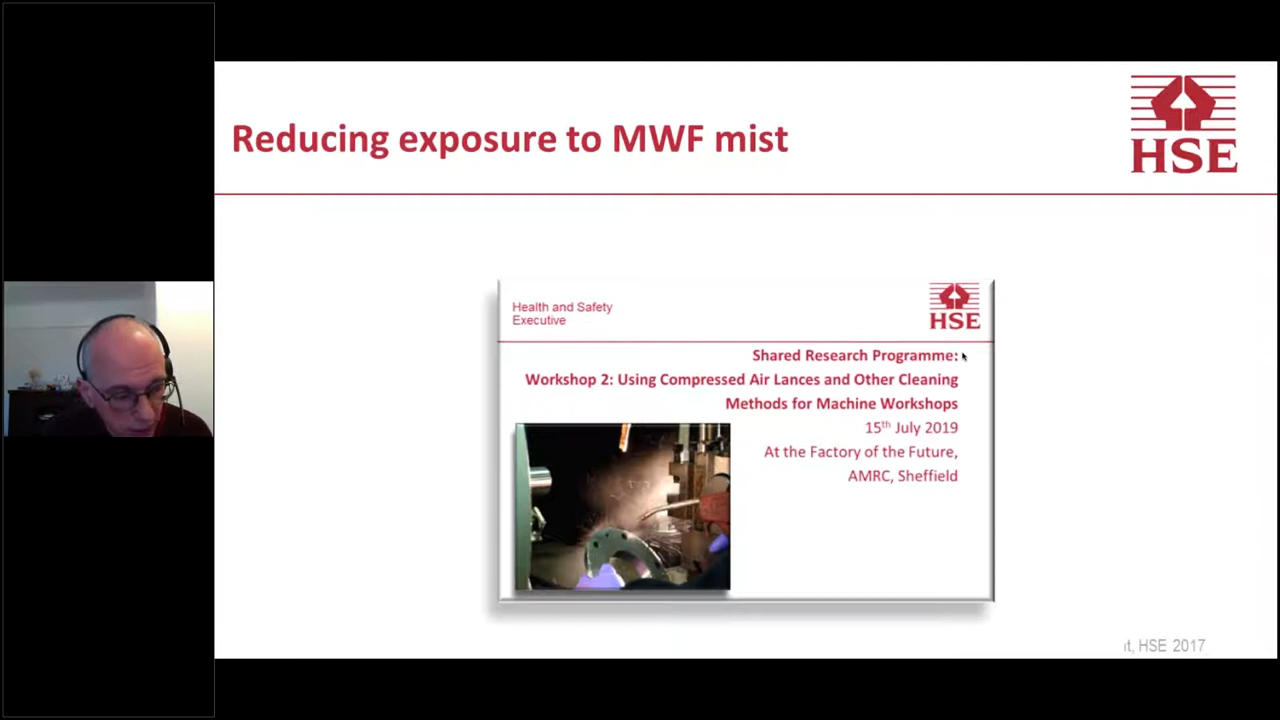 Reducing exposure to MWF mist
HSE
Health and Safety
Executive
HSE
Shared Research Programme:
Workshop 2: Using Compressed Air Lances and Other Cleaning
Methods for Machine Workshops
15th July 2019
At the Factory of the Future,
AMRC, Sheffield
HSE 2017